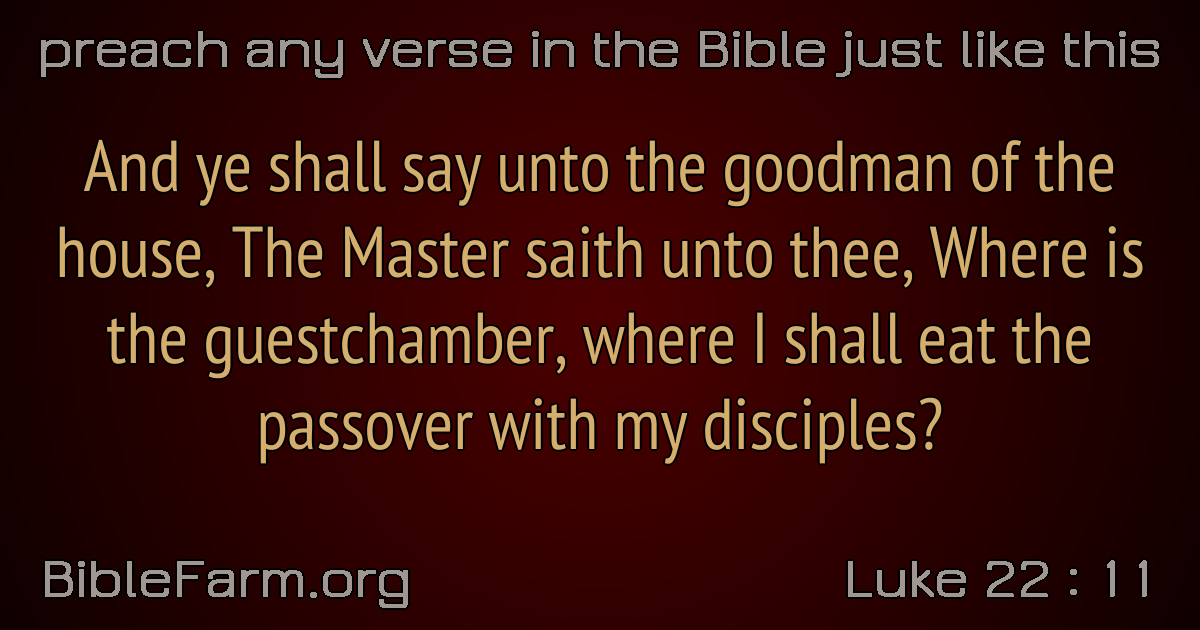 preach any verse in the Bible just like this
And ye shall say unto the goodman of the
house, The Master saith unto thee, Where is
the guestchamber, where I shall eat the
passover with my disciples?
BibleFarm.org
Luke 22 : 11